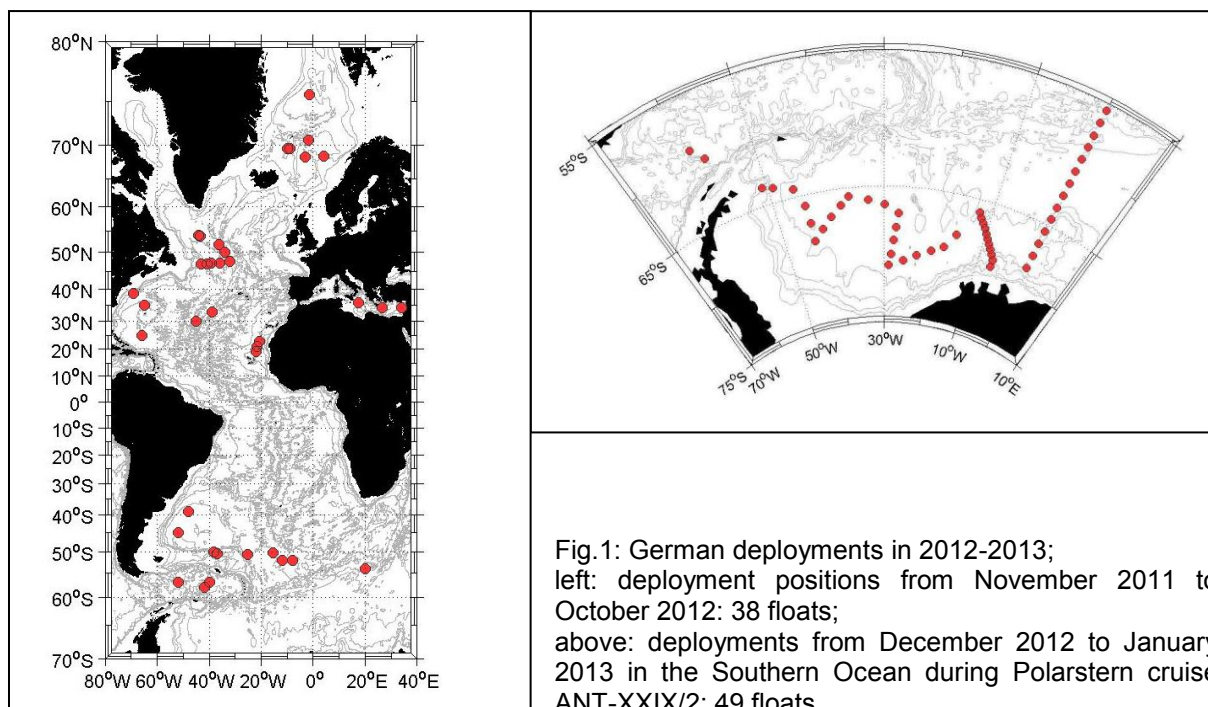 80°N
70°N
60°N
50°N
40°N
30°N
20°N
10°N
0°
10°S
20°S
30°S
40°S
50°S
60°S
70°S
80°W 60°W 40°W 20°W 0° 20°E 40°E
55°S
65°S
75°S
70°W
50°W
30°W
10°W
10°E
55°S
Fig.1: German deployments in 2012-2013;
left: deployment positions from November 2011 to
October 2012: 38 floats;
above: deployments from December 2012 to January
2013 in the Southern Ocean during Polarstern cruise
ANT-XXIX/2: 49 floats